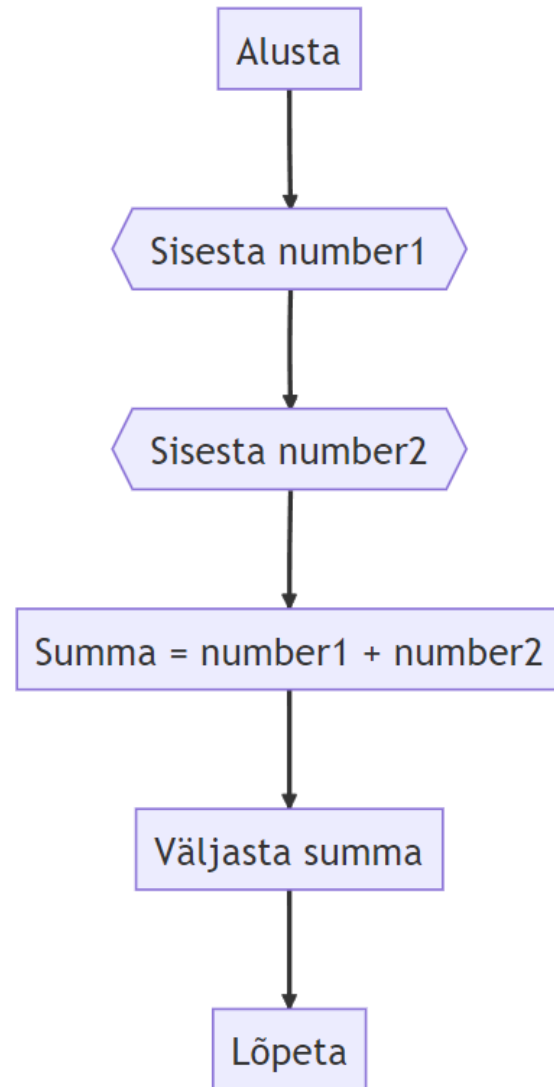 Alusta
Sisesta number1
Sisesta number2
Summa = number1 + number2
Väljasta summa
Lõpeta